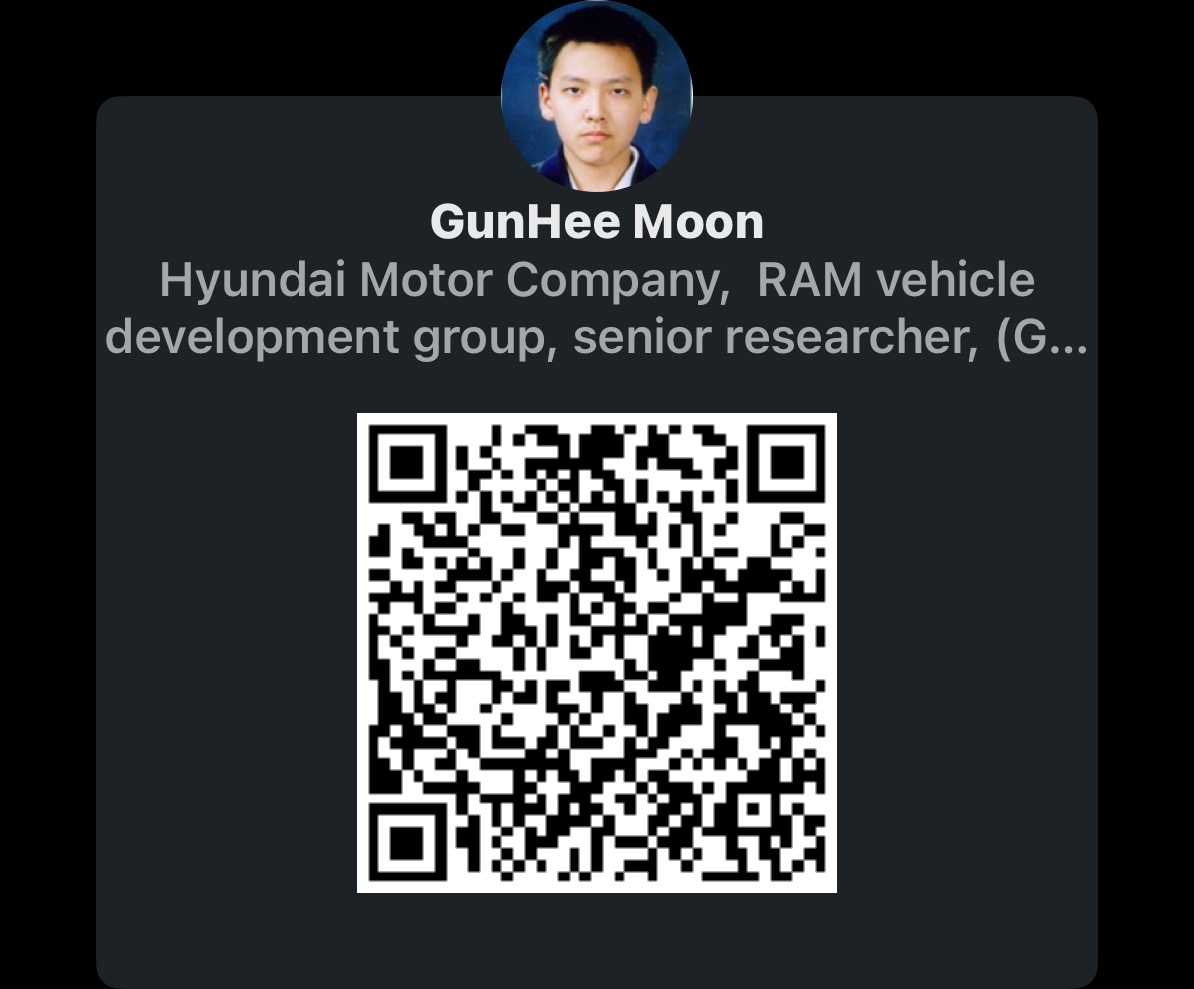 GunHee Moon
Hyundai Motor Company,  RAM vehicle
development group, senior researcher, (G...